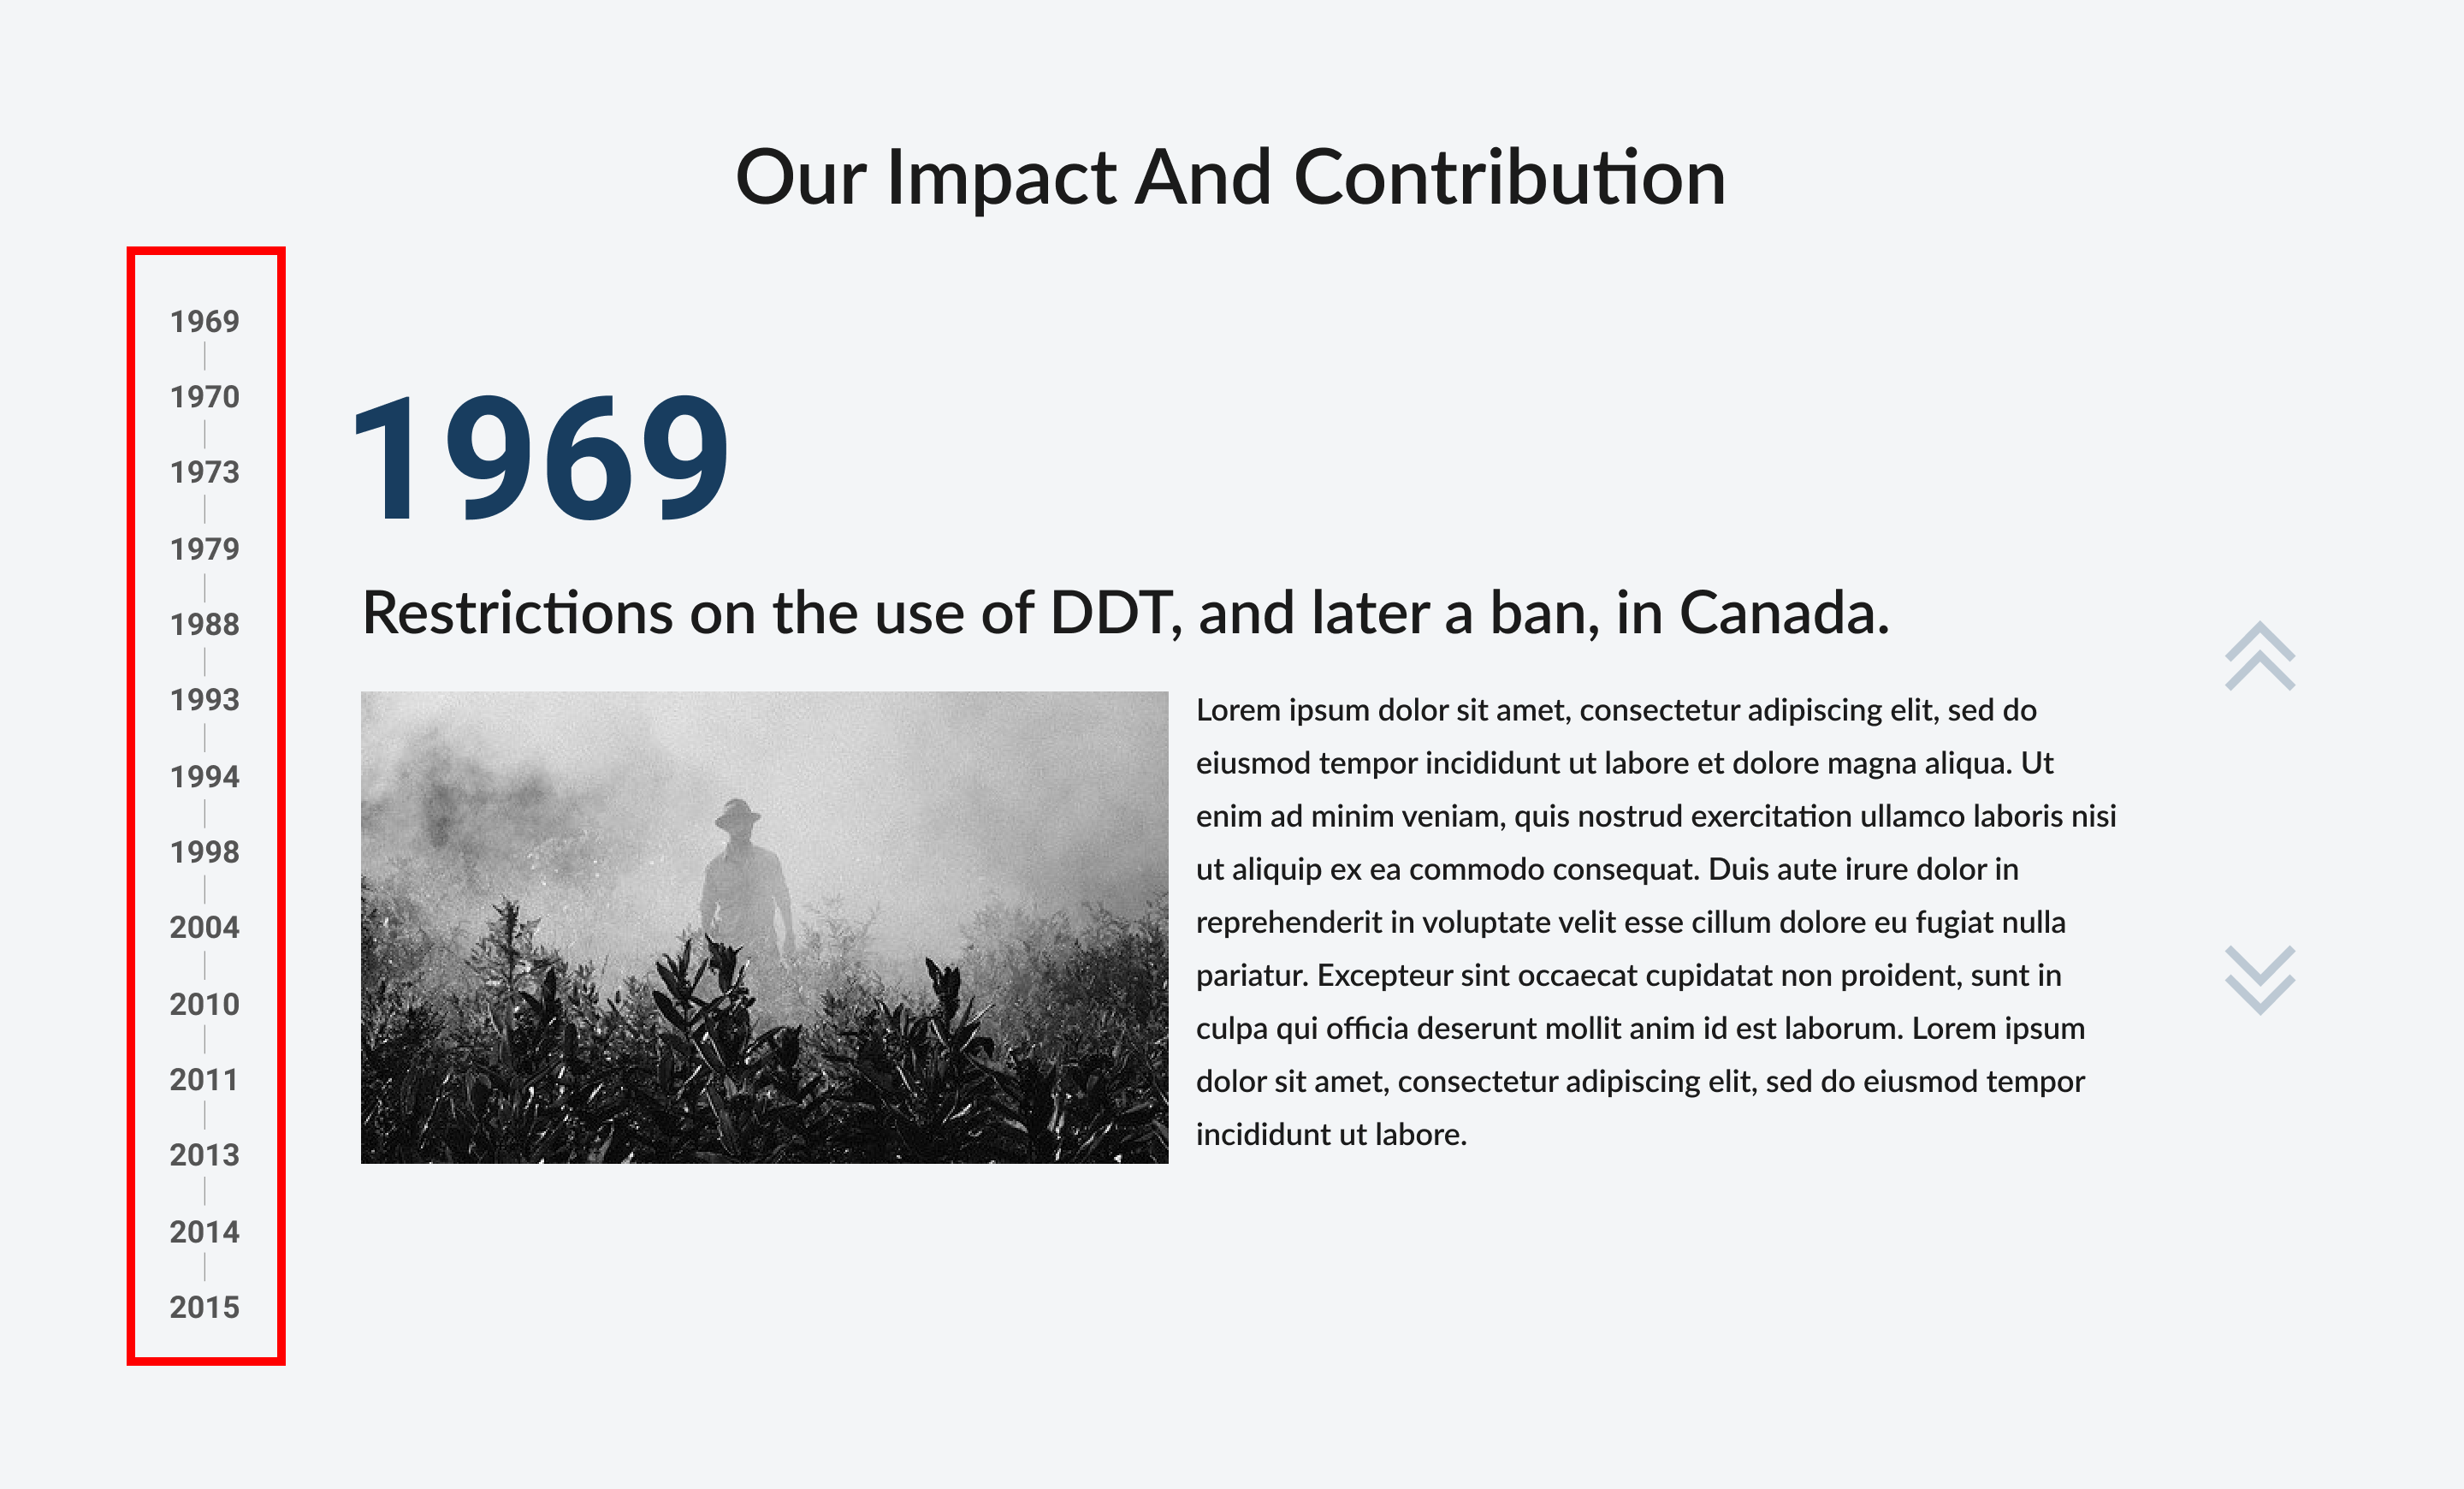 Our Impact And Contribution
1969
1970
1973
1979
1988
1993
1994
1998
2004
2010
2011
2013
2014
2015
1969
Restrictions on the use of DDT, and later a ban, in Canada.
Lorem ipsum dolor sit amet, consectetur adipiscing elit, sed do
eiusmod tempor incididunt ut labore et dolore magna aliqua. Ut
enim ad minim veniam, quis nostrud exercitation ullamco laboris nisi
ut aliquip ex ea commodo consequat. Duis aute irure dolor in
reprehenderit in voluptate velit esse cillum dolore eu fugiat nulla
pariatur. Excepteur sint occaecat cupidatat non proident, sunt in
culpa qui officia deserunt mollit anim id est laborum. Lorem ipsum
dolor sit amet, consectetur adipiscing elit, sed do eiusmod tempor
incididunt ut labore.